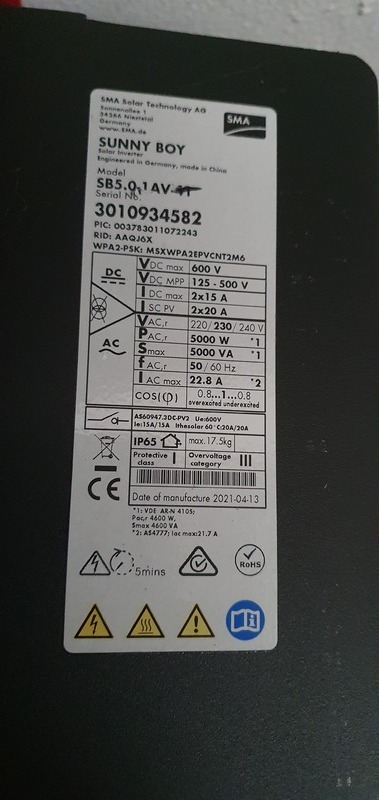 SMA Solar Technology AG
Sonnenallee 1
34266 Niestetal
Germany
www.SMA.de
SMA
SUNNY BOY
Solar Inverter
Engineered in Germany, made in China
Model
SB5.0-1AV-41
Serial No.
3010934582
PIC: 003783011072243
RID: AAQJ6X
WPA2-PSK: MSXWPA2EPVCNT2M6
DC
VDC max 600 V
VDC MPP 125 - 500 V
IDC max 2x15 A
ISC PV 2x20 A
AC
VAC,r 220/230/240 V
PAC,r 5000 W *1
Smax 5000 VA *1
fAC,r 50/60 Hz
IAC max 22.8 A *2
COS(φ) 0.8...1...0.8
overexcited underexcited
AS60947.3DC-PV2 Ue:600V
Ie:15A/15A Ithesolar 60°C:20A/20A
IP65 max. 17.5kg
Protective class I Overvoltage category III
CE
Date of manufacture 2021-04-13
*1: VDE AR-N 4105;
Pac,r 4600 W,
Smax 4600 VA
*2: AS4777; Iac max:21.7 A
5mins
RoHS